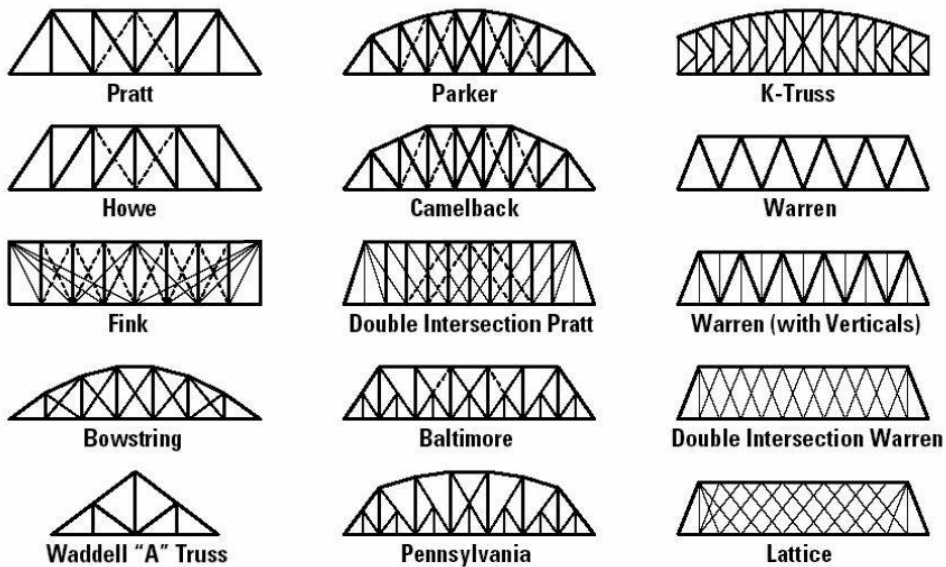 Pratt
Parker
K-Truss
Howe
Camelback
Warren
Fink
Double Intersection Pratt
Warren (with Verticals)
Bowstring
Baltimore
Double Intersection Warren
Waddell “A” Truss
Pennsylvania
Lattice